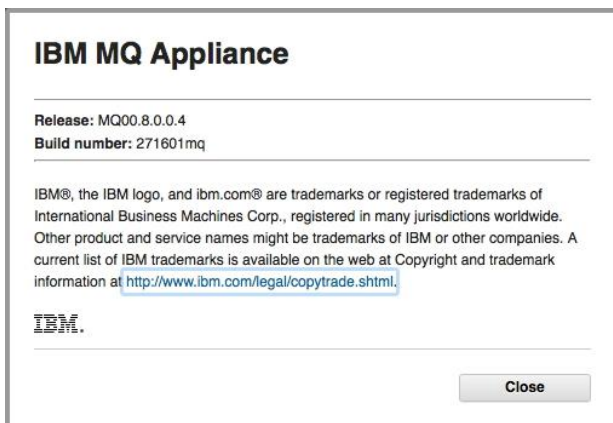 IBM MQ Appliance
Release: MQ00.8.0.0.4
Build number: 271601mq
IBM®, the IBM logo, and ibm.com® are trademarks or registered trademarks of
International Business Machines Corp., registered in many jurisdictions worldwide.
Other product and service names might be trademarks of IBM or other companies. A
current list of IBM trademarks is available on the web at Copyright and trademark
information at http://www.ibm.com/legal/copytrade.shtml.
IBM.
Close